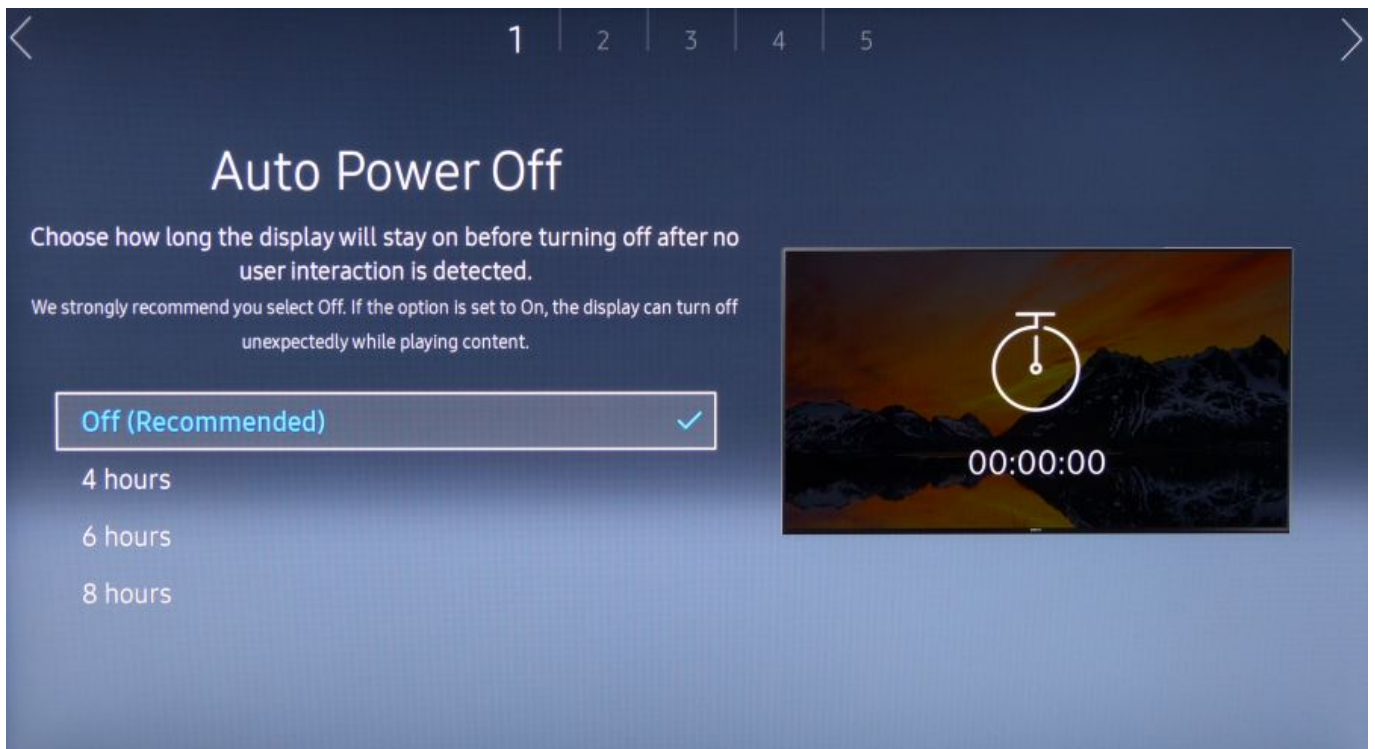 1 2 3 4 5
Auto Power Off
Choose how long the display will stay on before turning off after no
user interaction is detected.
We strongly recommend you select Off. If the option is set to On, the display can turn off
unexpectedly while playing content.
Off (Recommended)
4 hours
6 hours
8 hours
00:00:00